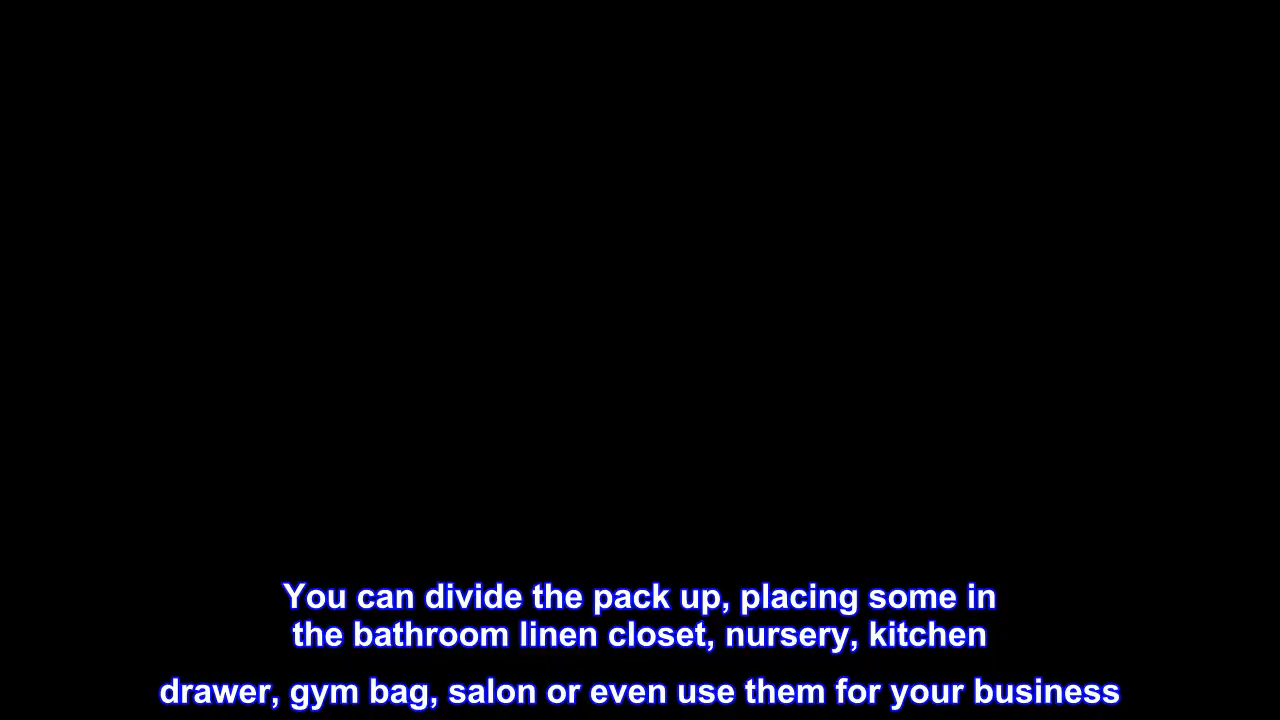 You can divide the pack up, placing some in
the bathroom linen closet, nursery, kitchen
drawer, gym bag, salon or even use them for your business